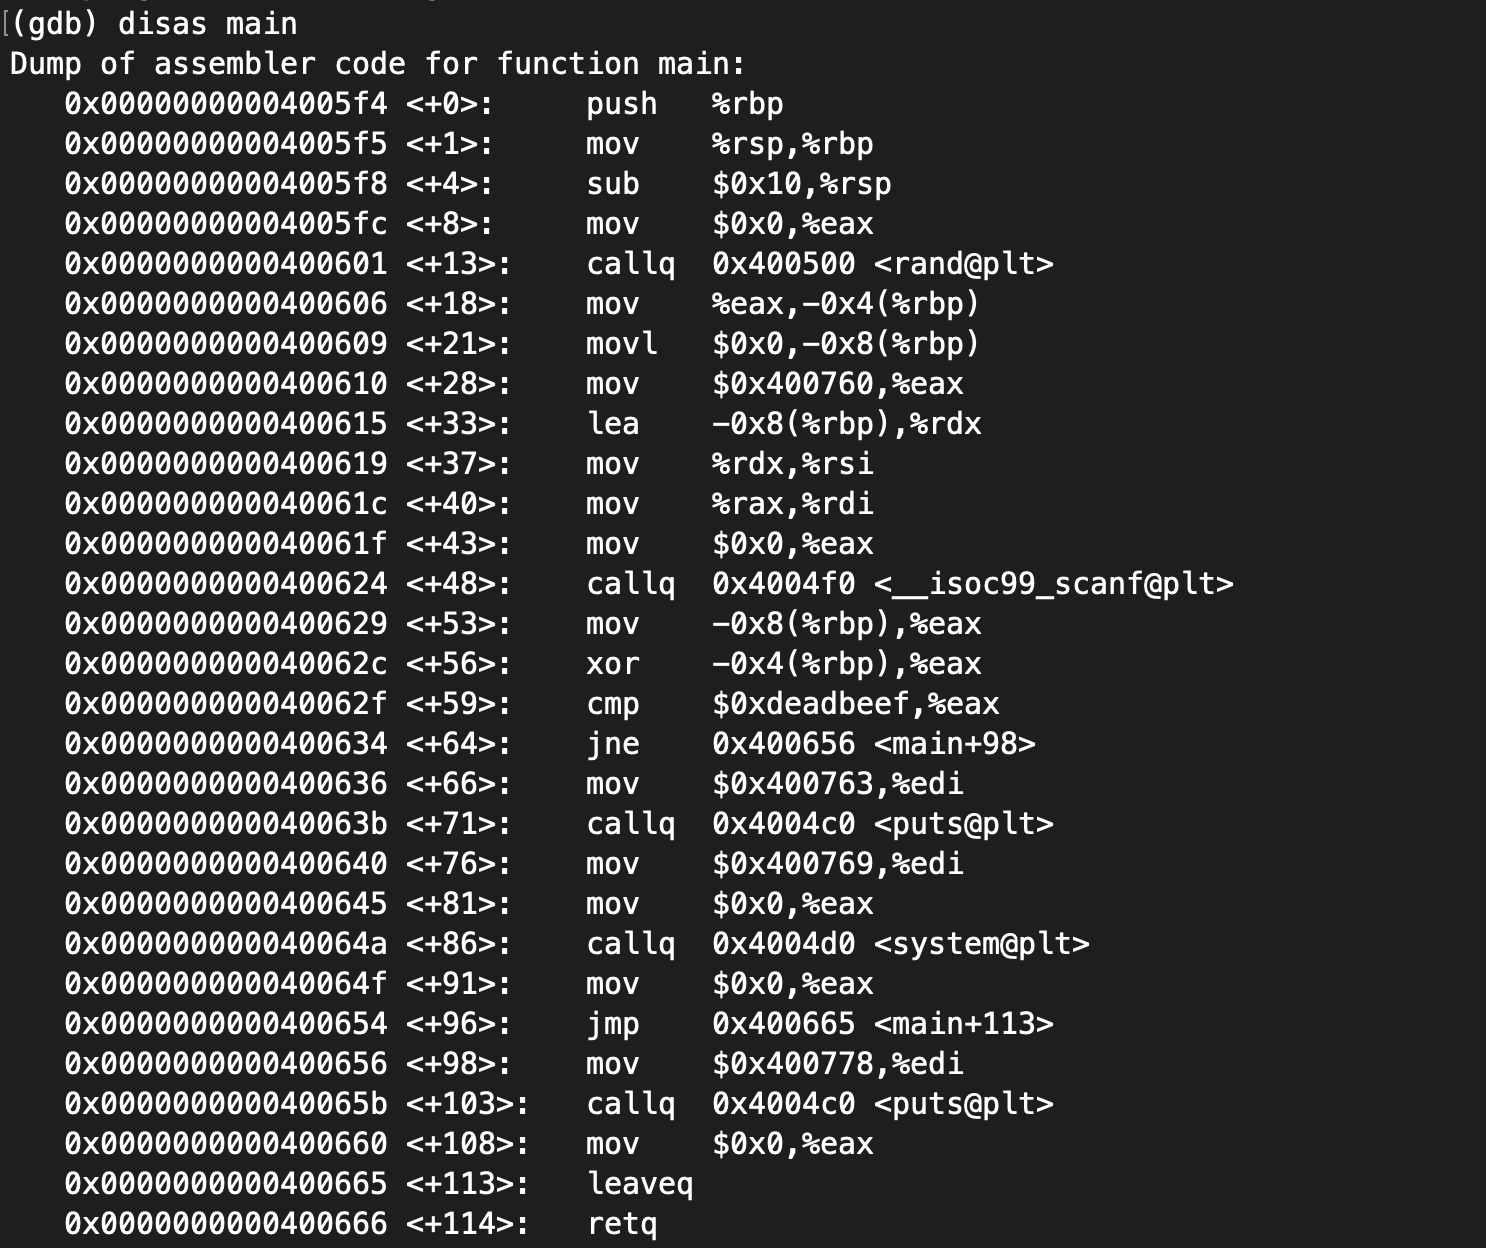 (gdb) disas main
Dump of assembler code for function main:
   0x00000000004005f4 <+0>:     push   %rbp
   0x00000000004005f5 <+1>:     mov    %rsp,%rbp
   0x00000000004005f8 <+4>:     sub    $0x10,%rsp
   0x00000000004005fc <+8>:     mov    $0x0,%eax
   0x0000000000400601 <+13>:    callq  0x400500 <rand@plt>
   0x0000000000400606 <+18>:    mov    %eax,-0x4(%rbp)
   0x0000000000400609 <+21>:    movl   $0x0,-0x8(%rbp)
   0x0000000000400610 <+28>:    mov    $0x400760,%eax
   0x0000000000400615 <+33>:    lea    -0x8(%rbp),%rdx
   0x0000000000400619 <+37>:    mov    %rdx,%rsi
   0x000000000040061c <+40>:    mov    %rax,%rdi
   0x000000000040061f <+43>:    mov    $0x0,%eax
   0x0000000000400624 <+48>:    callq  0x4004f0 <__isoc99_scanf@plt>
   0x0000000000400629 <+53>:    mov    -0x8(%rbp),%eax
   0x000000000040062c <+56>:    xor    -0x4(%rbp),%eax
   0x000000000040062f <+59>:    cmp    $0xdeadbeef,%eax
   0x0000000000400634 <+64>:    jne    0x400656 <main+98>
   0x0000000000400636 <+66>:    mov    $0x400763,%edi
   0x000000000040063b <+71>:    callq  0x4004c0 <puts@plt>
   0x0000000000400640 <+76>:    mov    $0x400769,%edi
   0x0000000000400645 <+81>:    mov    $0x0,%eax
   0x000000000040064a <+86>:    callq  0x4004d0 <system@plt>
   0x000000000040064f <+91>:    mov    $0x0,%eax
   0x0000000000400654 <+96>:    jmp    0x400665 <main+113>
   0x0000000000400656 <+98>:    mov    $0x400778,%edi
   0x000000000040065b <+103>:   callq  0x4004c0 <puts@plt>
   0x0000000000400660 <+108>:   mov    $0x0,%eax
   0x0000000000400665 <+113>:   leaveq
   0x0000000000400666 <+114>:   retq